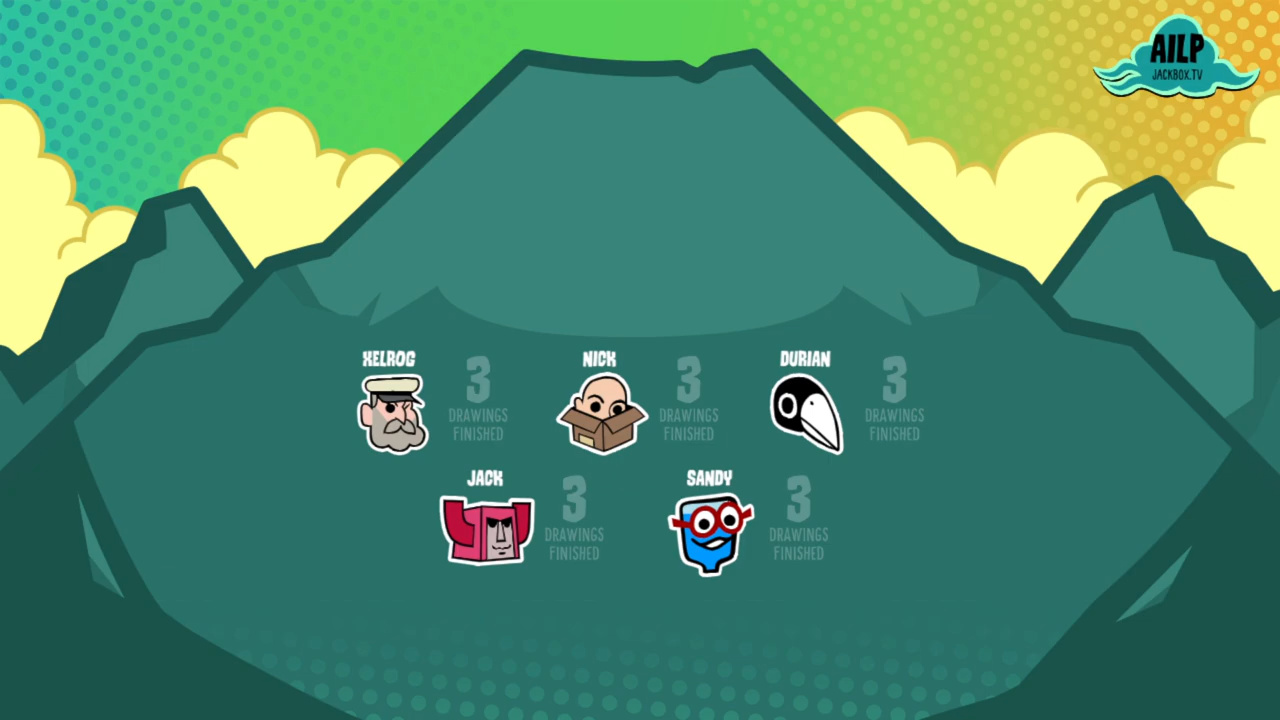 AILP
JACKBOX.TV
XELROG
3
DRAWINGS
FINISHED
NICK
3
DRAWINGS
FINISHED
DURIAN
3
DRAWINGS
FINISHED
JACK
3
DRAWINGS
FINISHED
SANDY
3
DRAWINGS
FINISHED